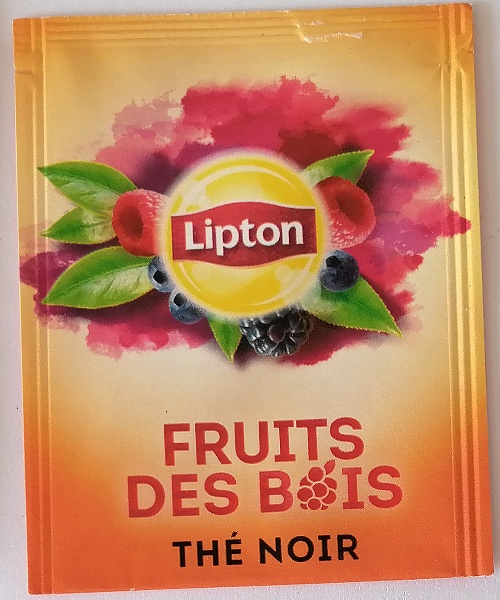 Lipton
FRUITS
DES BOIS
THÉ NOIR